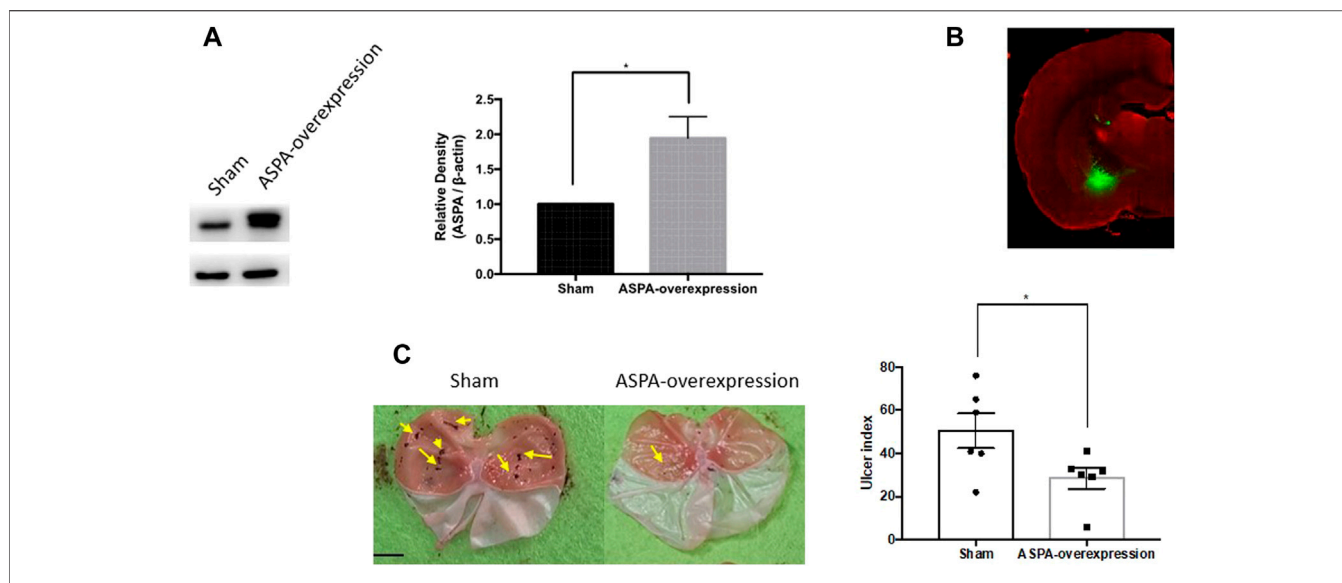 A
B
Sham
ASPA-overexpression
*
Relative Density
(ASPA / β-actin)
2.5
2.0
1.5
1.0
0.5
0.0
Sham
ASPA-overexpression
C
Sham
ASPA-overexpression
*
Ulcer index
80
60
40
20
0
Sham
ASPA-overexpression